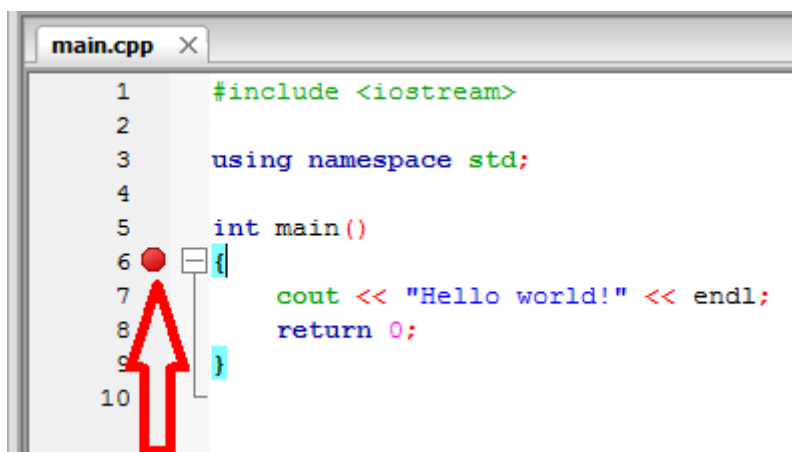 main.cpp
1 #include <iostream>
2
3 using namespace std;
4
5 int main()
6 {
7 cout << "Hello world!" << endl;
8 return 0;
9 }
10